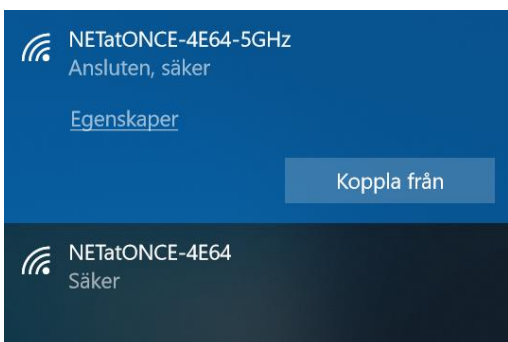 NETatONCE-4E64-5GHz
Ansluten, säker
Egenskaper
Koppla från
NETatONCE-4E64
Säker